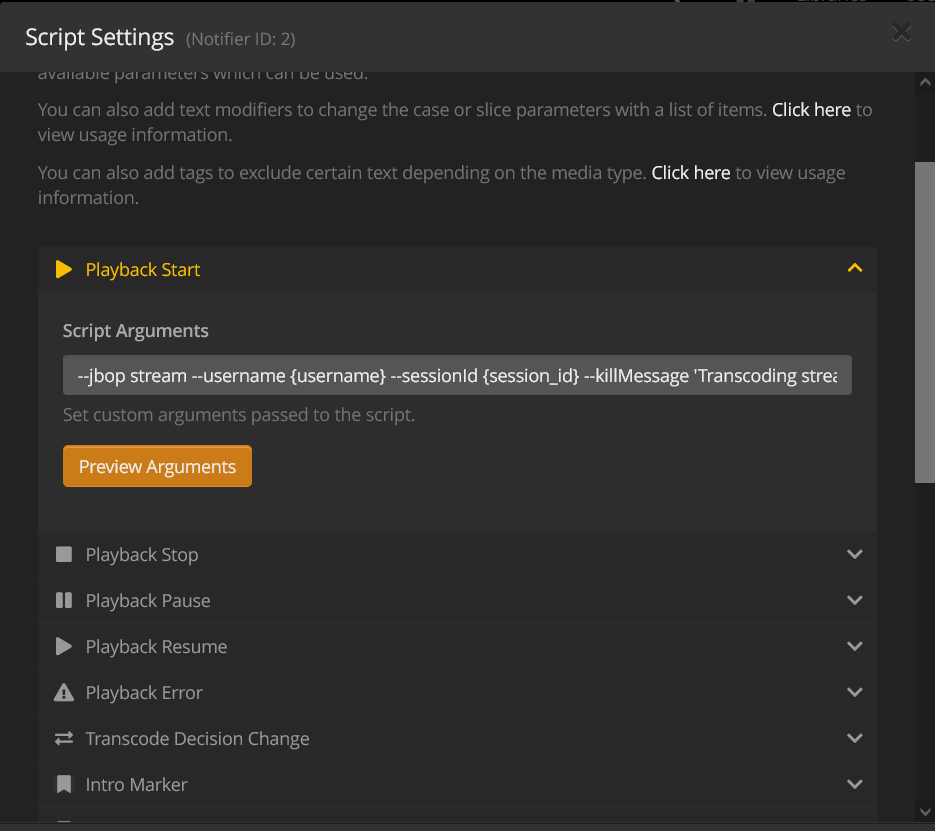 Script Settings (Notifier ID: 2)
available parameters which can be used.
You can also add text modifiers to change the case or slice parameters with a list of items. Click here to
view usage information.
You can also add tags to exclude certain text depending on the media type. Click here to view usage
information.
Playback Start
Script Arguments
--jbop stream --username {username} --sessionId {session_id} --killMessage 'Transcoding strea
Set custom arguments passed to the script.
Preview Arguments
Playback Stop
Playback Pause
Playback Resume
Playback Error
Transcode Decision Change
Intro Marker